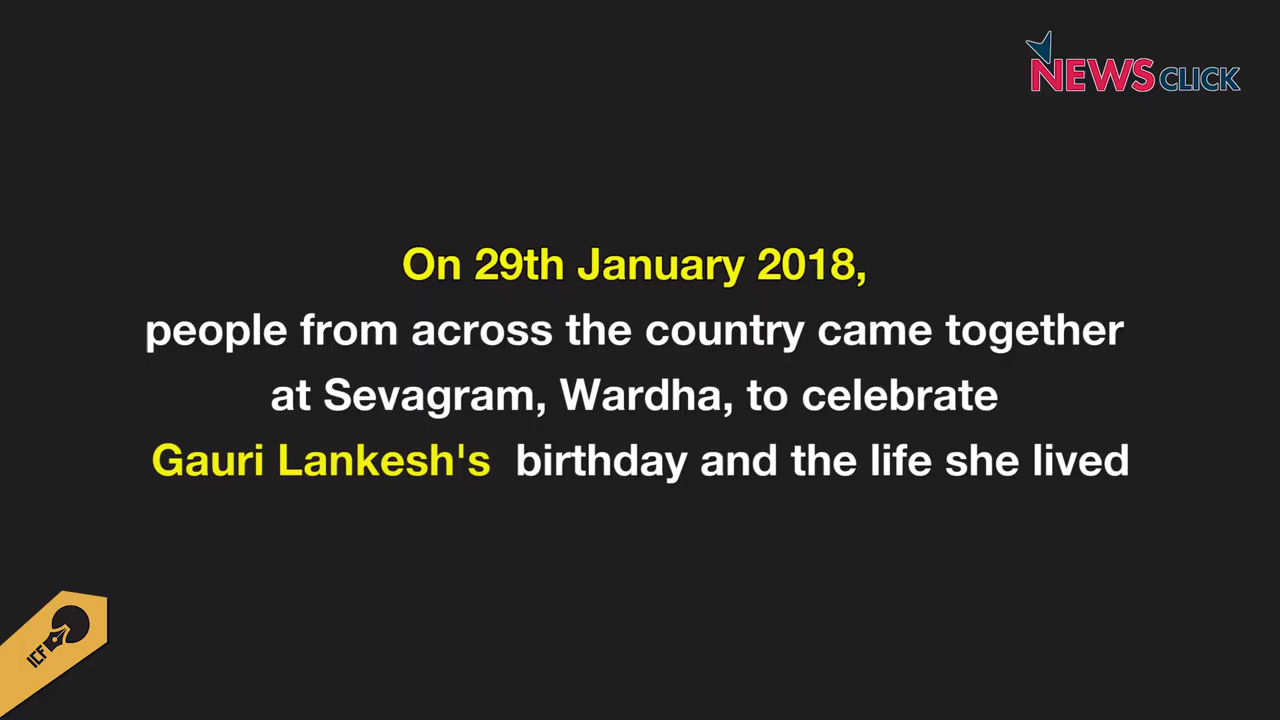 NEWSCLICK
On 29th January 2018,
people from across the country came together
at Sevagram, Wardha, to celebrate
Gauri Lankesh's birthday and the life she lived
ICF